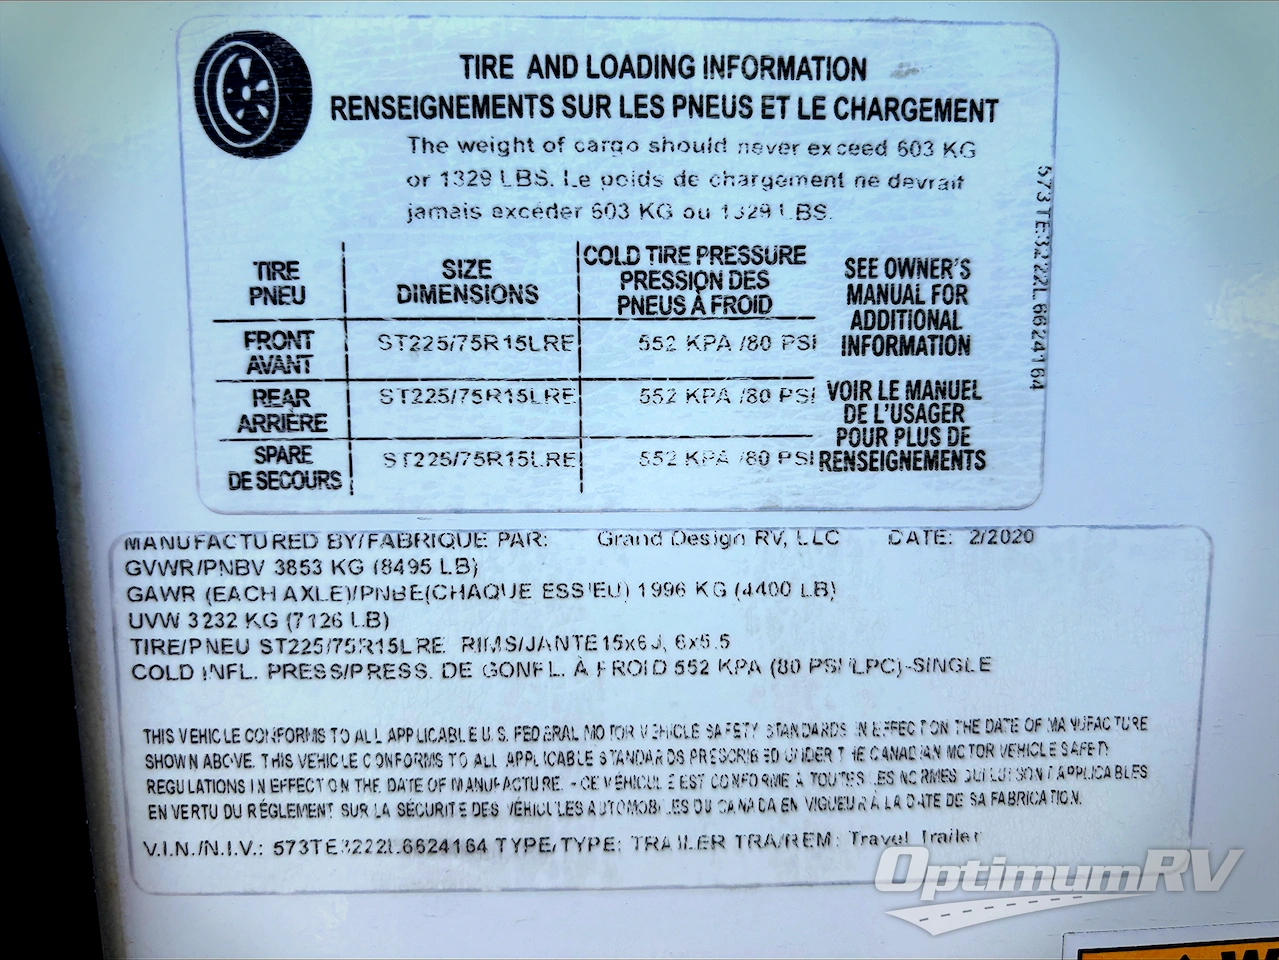 TIRE AND LOADING INFORMATION
RENSEIGNEMENTS SUR LES PNEUS ET LE CHARGEMENT
The weight of cargo should never exceed 603 KG
or 1329 LBS. Le poids de chargement ne devrait
jamais exceder 603 KG ou 1329 LBS.
TIRE PNEU
SIZE DIMENSIONS
COLD TIRE PRESSURE PRESSION DES PNEUS À FROID
FRONT AVANT ST225/75R15LRE 552 KPA /80 PSI
REAR ARRIÈRE ST225/75R15LRE 552 KPA /80 PSI
SPARE DE SECOURS ST225/75R15LRE 552 KPA /80 PSI
SEE OWNER'S
MANUAL FOR
ADDITIONAL
INFORMATION
VOIR LE MANUEL
DE L'USAGER
POUR PLUS DE
RENSEIGNEMENTS
573TE3222L6624164
MANUFACTURED BY/FABRIQUE PAR: Grand Design RV, LLC DATE: 2/2020
GVWR/PNBV 3853 KG (8495 LB)
GAWR (EACH AXLE)/PNBE(CHAQUE ESSIEU) 1996 KG (4400 LB)
UVW 3232 KG (7126 LB)
TIRE/PNEU ST225/75R15LRE RIMS/JANTE 15x6J, 6x5.5
COLD INFL. PRESS/PRESS. DE GONFL. À FROID 552 KPA (80 PSI/LPC)-SINGLE
THIS VEHICLE CONFORMS TO ALL APPLICABLE U.S. FEDERAL MOTOR VEHICLE SAFETY STANDARDS IN EFFECT ON THE DATE OF MANUFACTURE
SHOWN ABOVE. THIS VEHICLE CONFORMS TO ALL APPLICABLE STANDARDS PRESCRIBED UNDER THE CANADIAN MOTOR VEHICLE SAFETY
REGULATIONS IN EFFECT ON THE DATE OF MANUFACTURE. - CE VÉHICULE EST CONFORME À TOUTES LES NORMES QUI LUI SONT APPLICABLES
EN VERTU DU RÉGLEMENT SUR LA SÉCURITÉ DES VÉHICULES AUTOMOBILES DU CANADA EN VIGUEUR À LA DATE DE SA FABRICATION.
V.I.N./N.I.V.: 573TE3222L6624164 TYPE/TYPE: TRAILER TRA/REM: Travel Trailer
OptimumRV